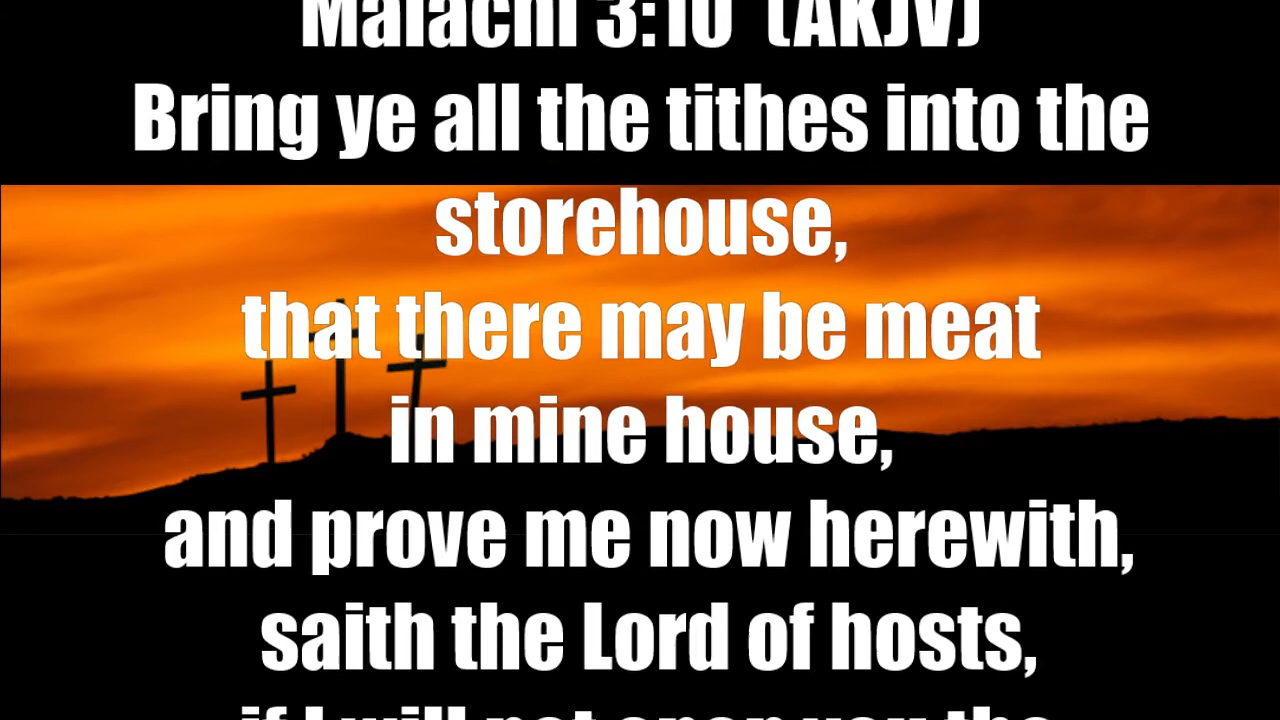 Malachi 3:10 (AKJV)
Bring ye all the tithes into the
storehouse,
that there may be meat
in mine house,
and prove me now herewith,
saith the Lord of hosts,
if I will not open you the